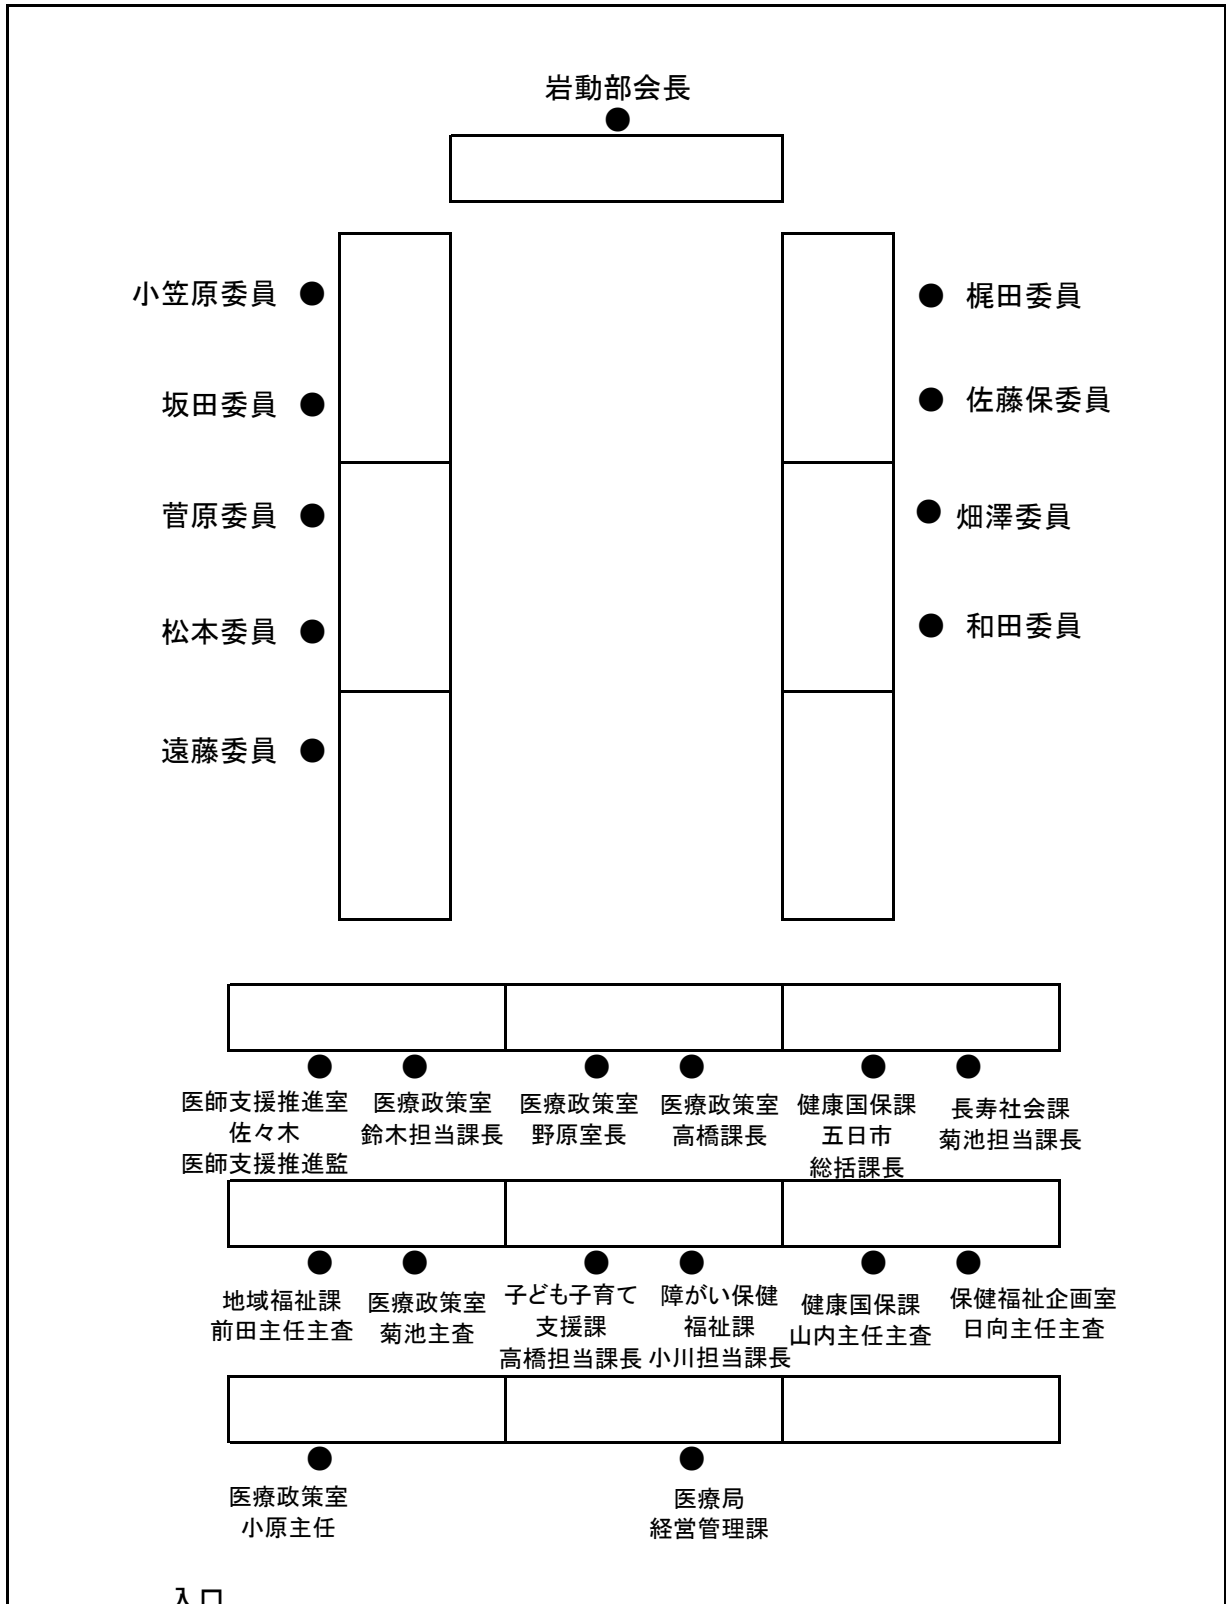 岩動部会長
小笠原委員
梶田委員
坂田委員
佐藤保委員
菅原委員
畑澤委員
松本委員
和田委員
遠藤委員
医師支援推進室
佐々木
医師支援推進監
医療政策室
鈴木担当課長
医療政策室
野原室長
医療政策室
高橋課長
健康国保課
五日市
総括課長
長寿社会課
菊池担当課長
地域福祉課
前田主任主査
医療政策室
菊池主査
子ども子育て
支援課
高橋担当課長
障がい保健
福祉課
小川担当課長
健康国保課
山内主任主査
保健福祉企画室
日向主任主査
医療政策室
小原主任
医療局
経営管理課
入口